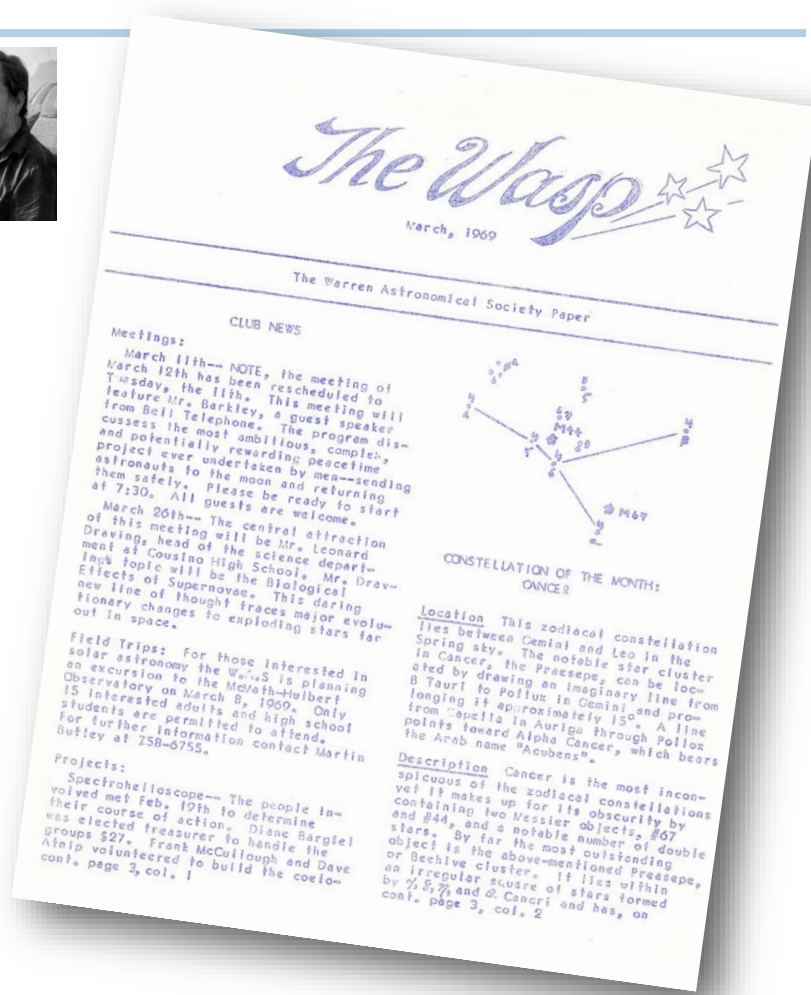 The Wasp
March, 1969
The Warren Astronomical Society Paper
CLUB NEWS
Meetings:
March 11th-- NOTE, the meeting of
March 12th has been rescheduled to
Tuesday, the 11th. This meeting will
feature Mr. Barkley, a guest speaker
from Bell Telephone. The program dis-
cusses the most ambitious, complex,
and potentially rewarding peacetime
project ever undertaken by men--sending
astronauts to the moon and returning
them safely. Please be ready to start
at 7:30. All guests are welcome.
March 26th-- The central attraction
of this meeting will be Mr. Leonard
Draving, head of the science depart-
ment at Cousino High School. Mr. Drav-
ing's topic will be the Biological
Effects of Supernovae. This daring
new line of thought traces major evolu-
tionary changes to exploding stars far
out in space.
Field Trips: For those interested in
solar astronomy the W.A.S is planning
an excursion to the McMath-Hulbert
Observatory on March 8, 1969. Only
15 interested adults and high school
students are permitted to attend.
For further information contact Martin
Butley at 758-6755.
Projects:
Spectrohelioscope-- The people in-
volved met Feb. 19th to determine
their course of action. Diane Bargiel
was elected treasurer to handle the
groups $27. Frank McCullough and Dave
volunteered to build the coelo-
cont. page 3, col. 1
M44
M67
CONSTELLATION OF THE MONTH:
CANCER
Location This zodiacal constellation
lies between Gemini and Leo in the
Spring sky. The notable star cluster
in Cancer, the Praesepe, can be loc-
ated by drawing an imaginary line from
B Tauri to Pollux in Gemini and pro-
longing it approximately 15°. A line
from Capella in Auriga through Pollox
points toward Alpha Cancer, which bears
the Arab name "Acubens".
Description Cancer is the most incon-
spicuous of the zodiacal constellations
yet it makes up for its obscurity by
containing two Messier objects, #67
and #44, and a notable number of double
stars. By far the most outstanding
object is the above-mentioned Praesepe,
or Beehive cluster. It lies within
an irregular square of stars formed
by γ, δ, η, and θ Cancri and has, on
cont. page 3, col. 2